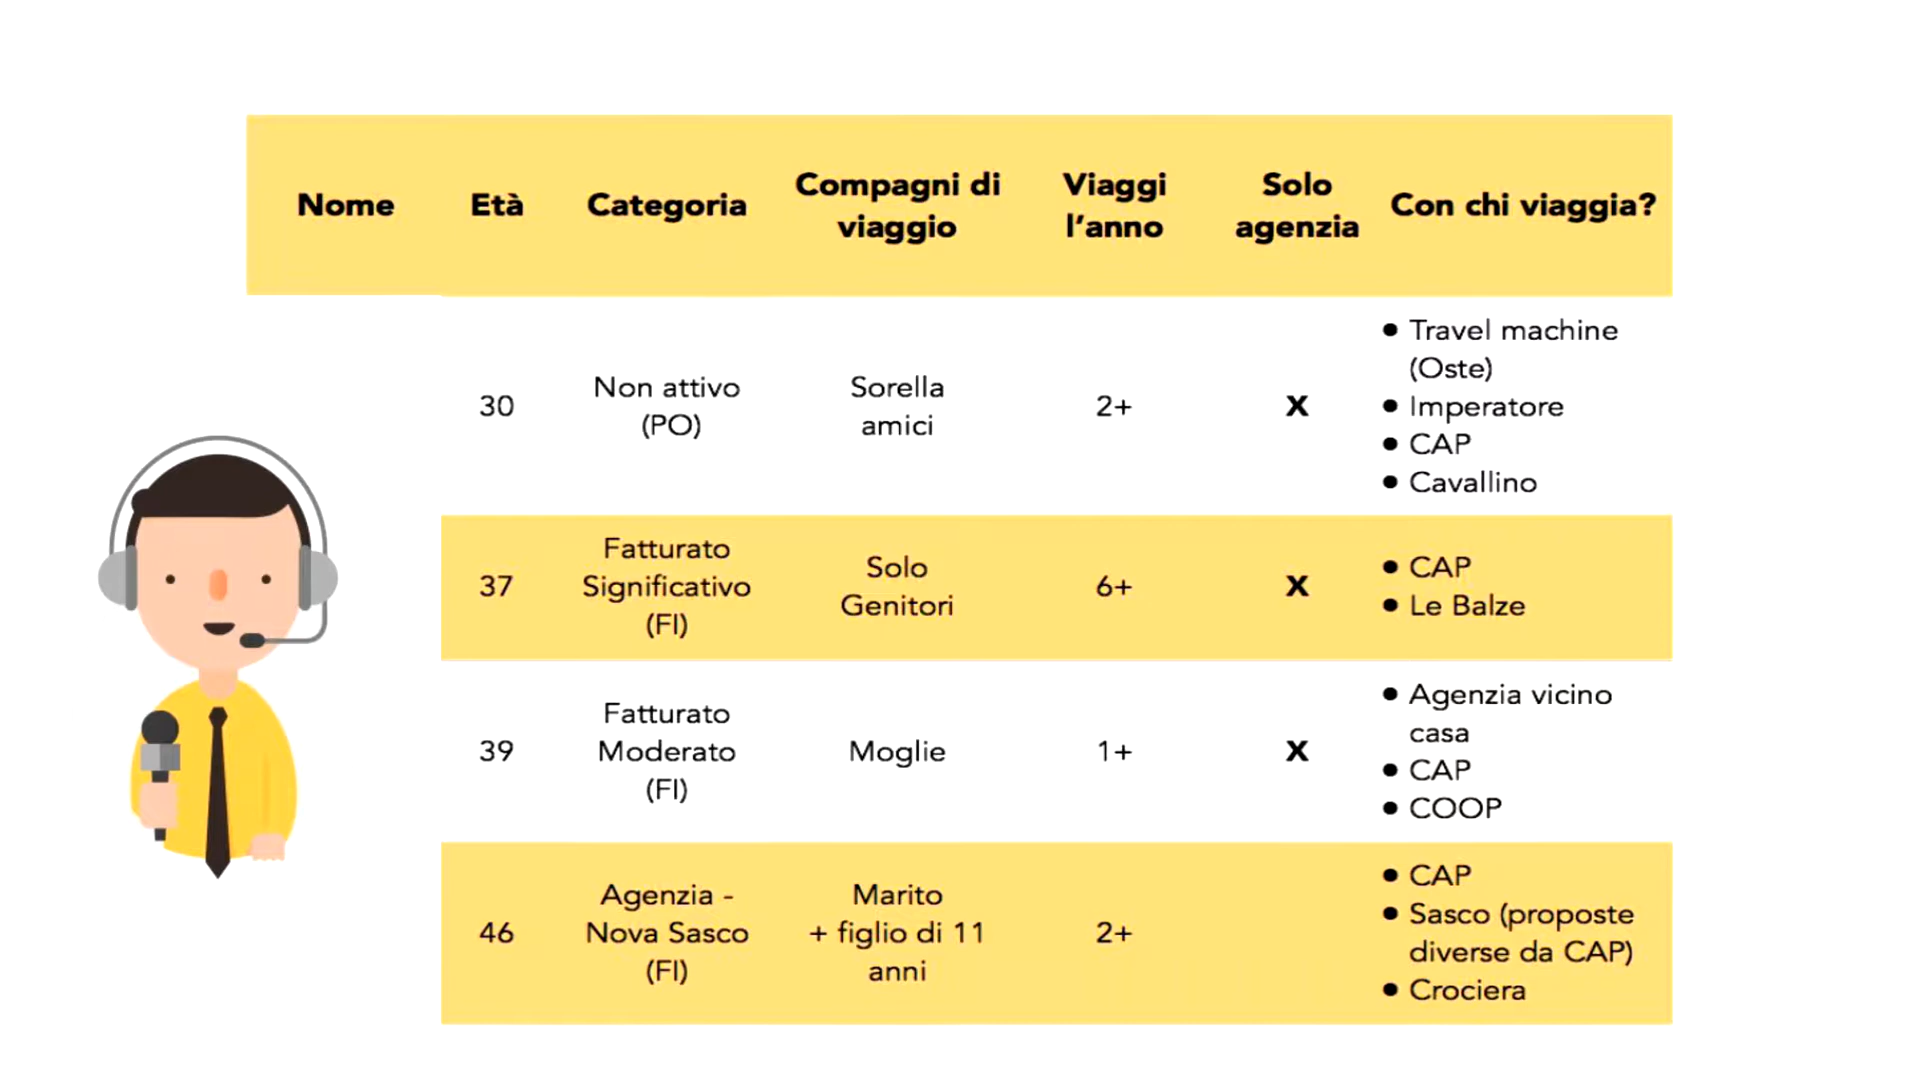 Nome Età Categoria Compagni di viaggio Viaggi l'anno Solo agenzia Con chi viaggia?
30
Non attivo
(PO)
Sorella
amici
2+
X
• Travel machine
(Oste)
• Imperatore
• CAP
• Cavallino
37
Fatturato
Significativo
(FI)
Solo
Genitori
6+
X
• CAP
• Le Balze
39
Fatturato
Moderato
(FI)
Moglie
1+
X
• Agenzia vicino
casa
• CAP
• COOP
46
Agenzia -
Nova Sasco
(FI)
Marito
+ figlio di 11
anni
2+
• CAP
• Sasco (proposte
diverse da CAP)
• Crociera